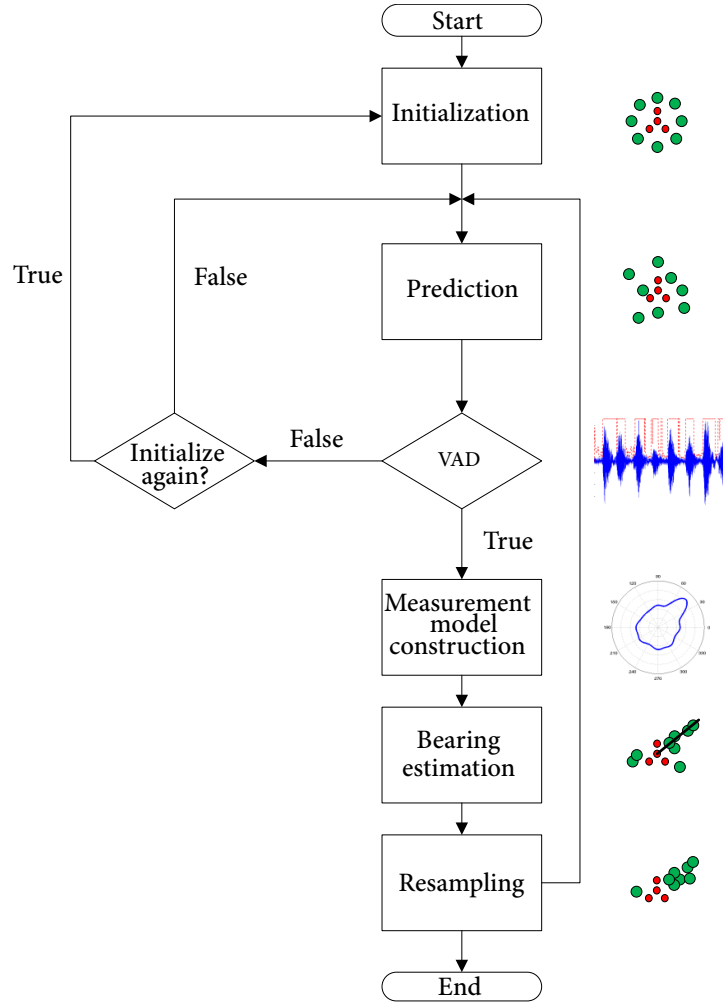 Start
Initialization
True
False
Prediction
False
Initialize
again?
VAD
True
Measurement
model
construction
Bearing
estimation
Resampling
End